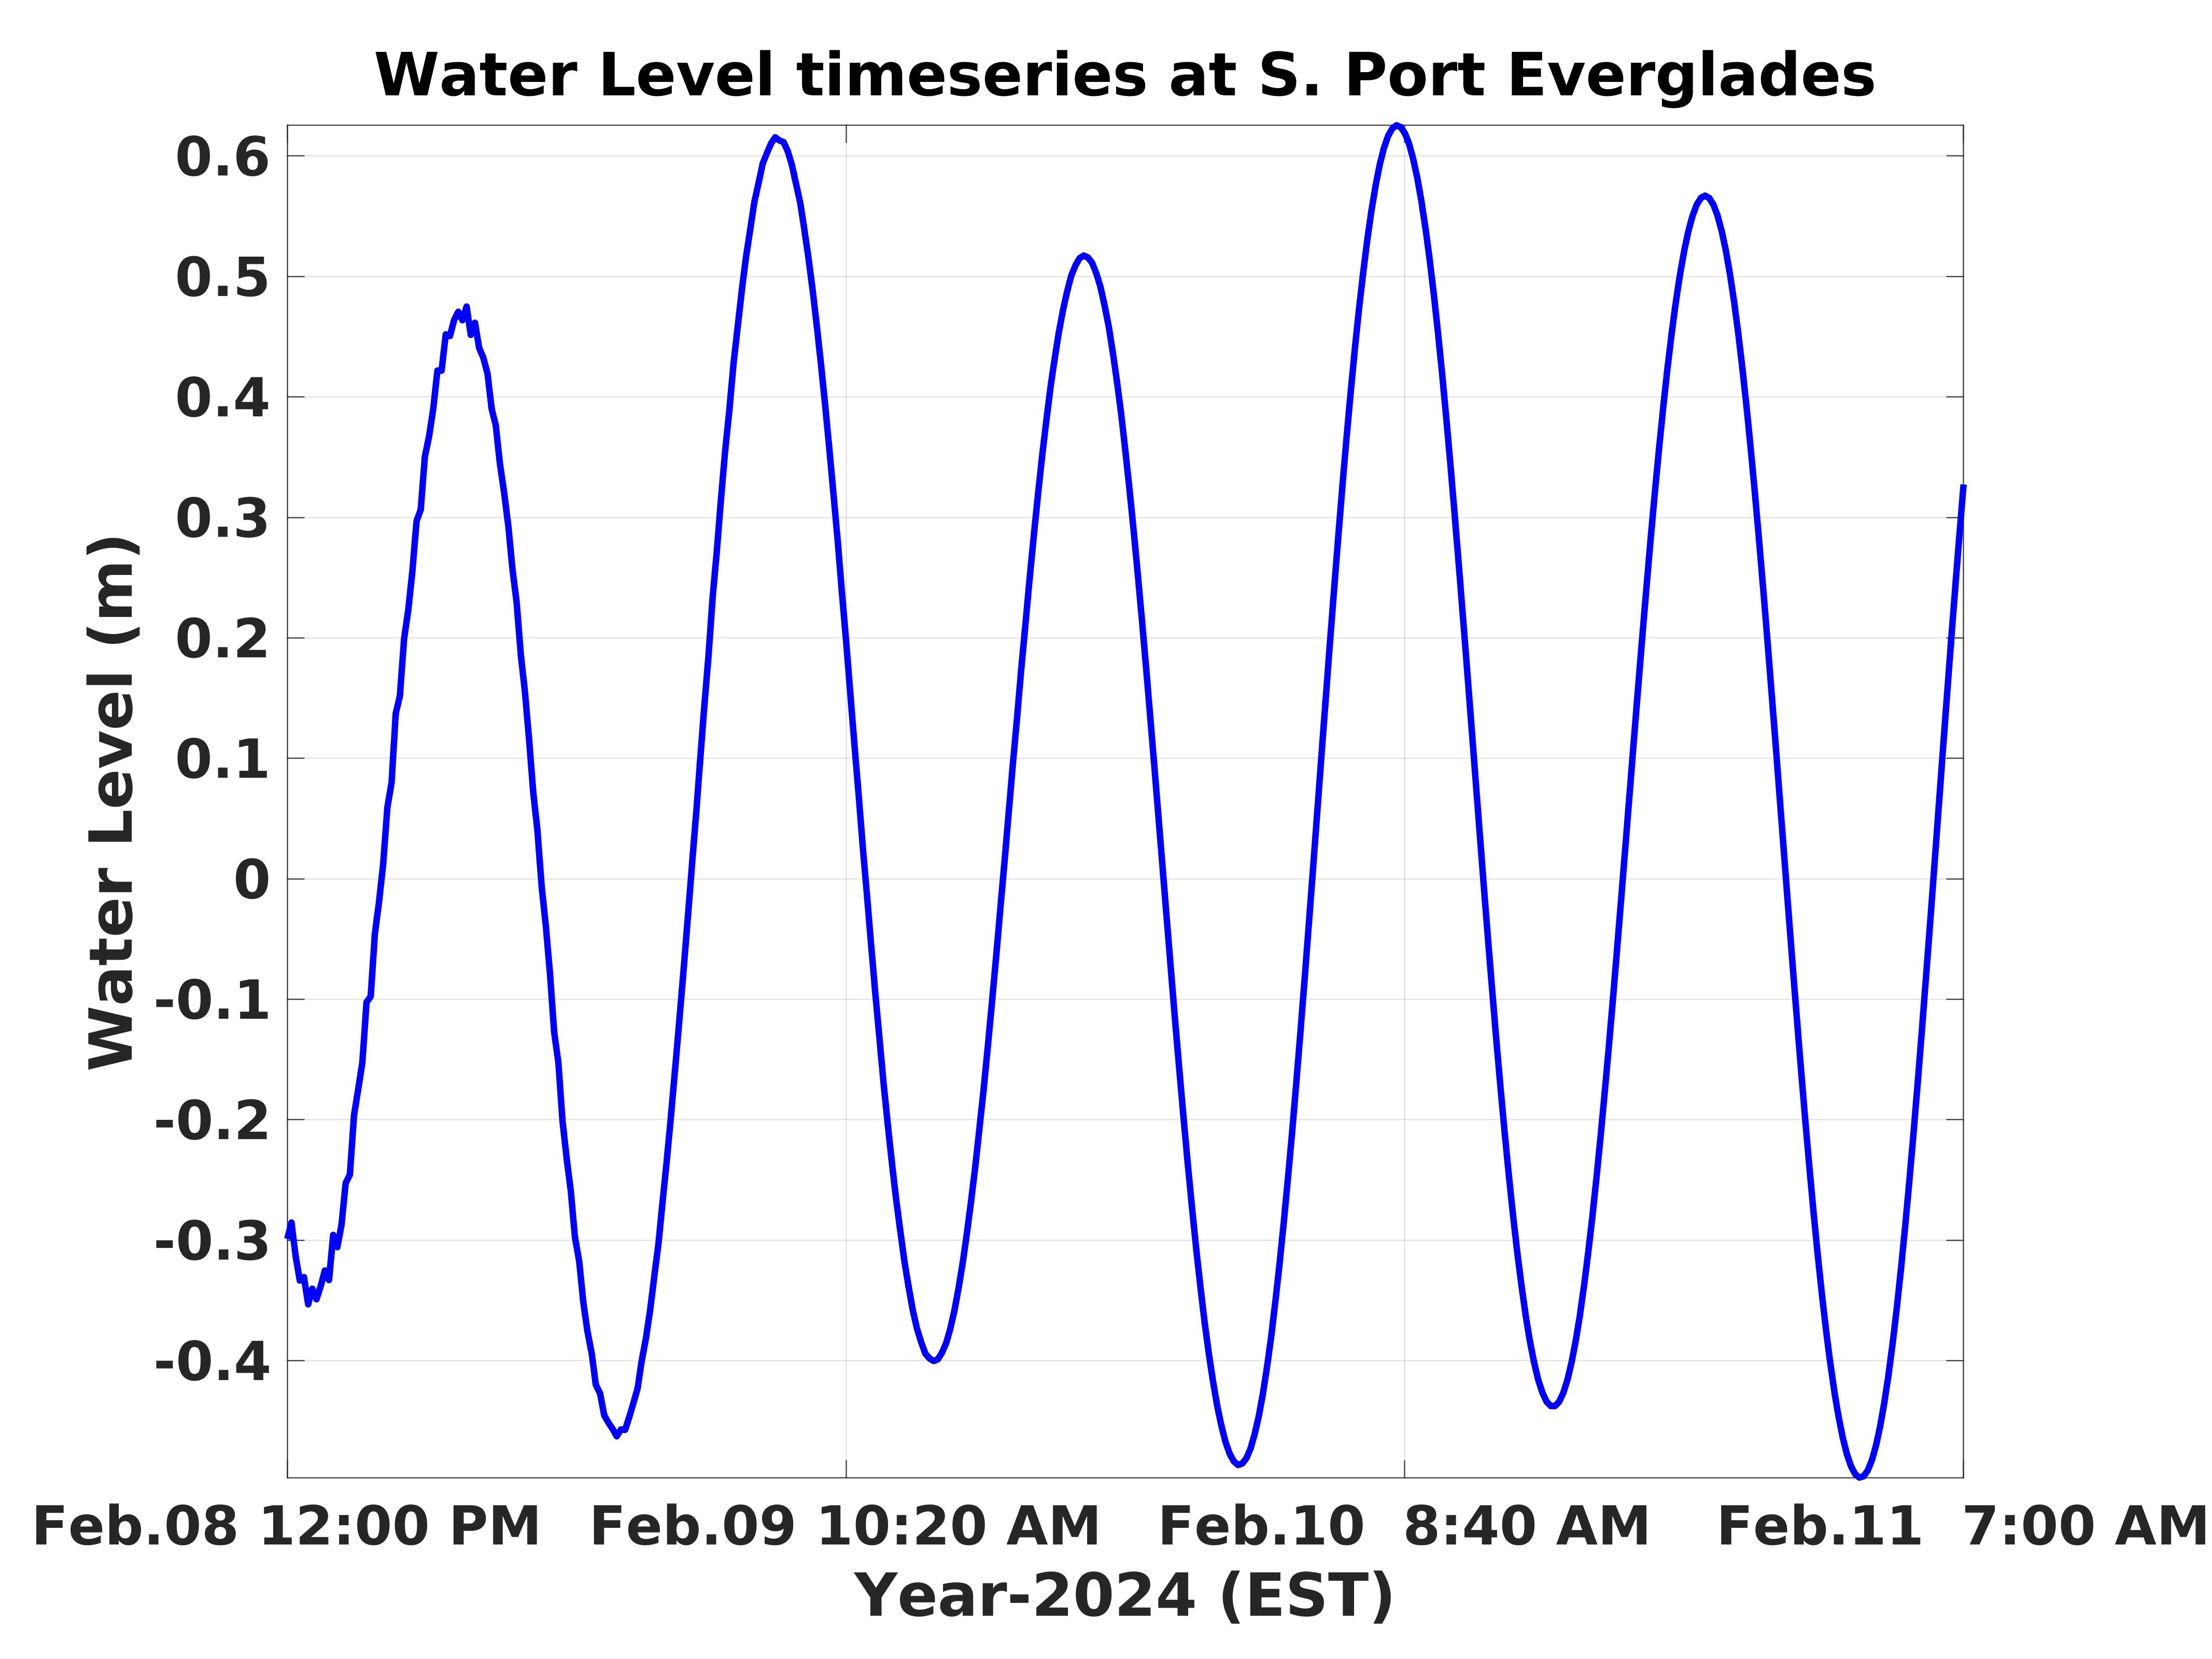 Water Level timeseries at S. Port Everglades
0.6
0.5
0.4
0.3
0.2
0.1
0
-0.1
-0.2
-0.3
-0.4
Water Level (m)
Feb.08 12:00 PM Feb.09 10:20 AM Feb.10 8:40 AM Feb.11 7:00 AM
Year-2024 (EST)